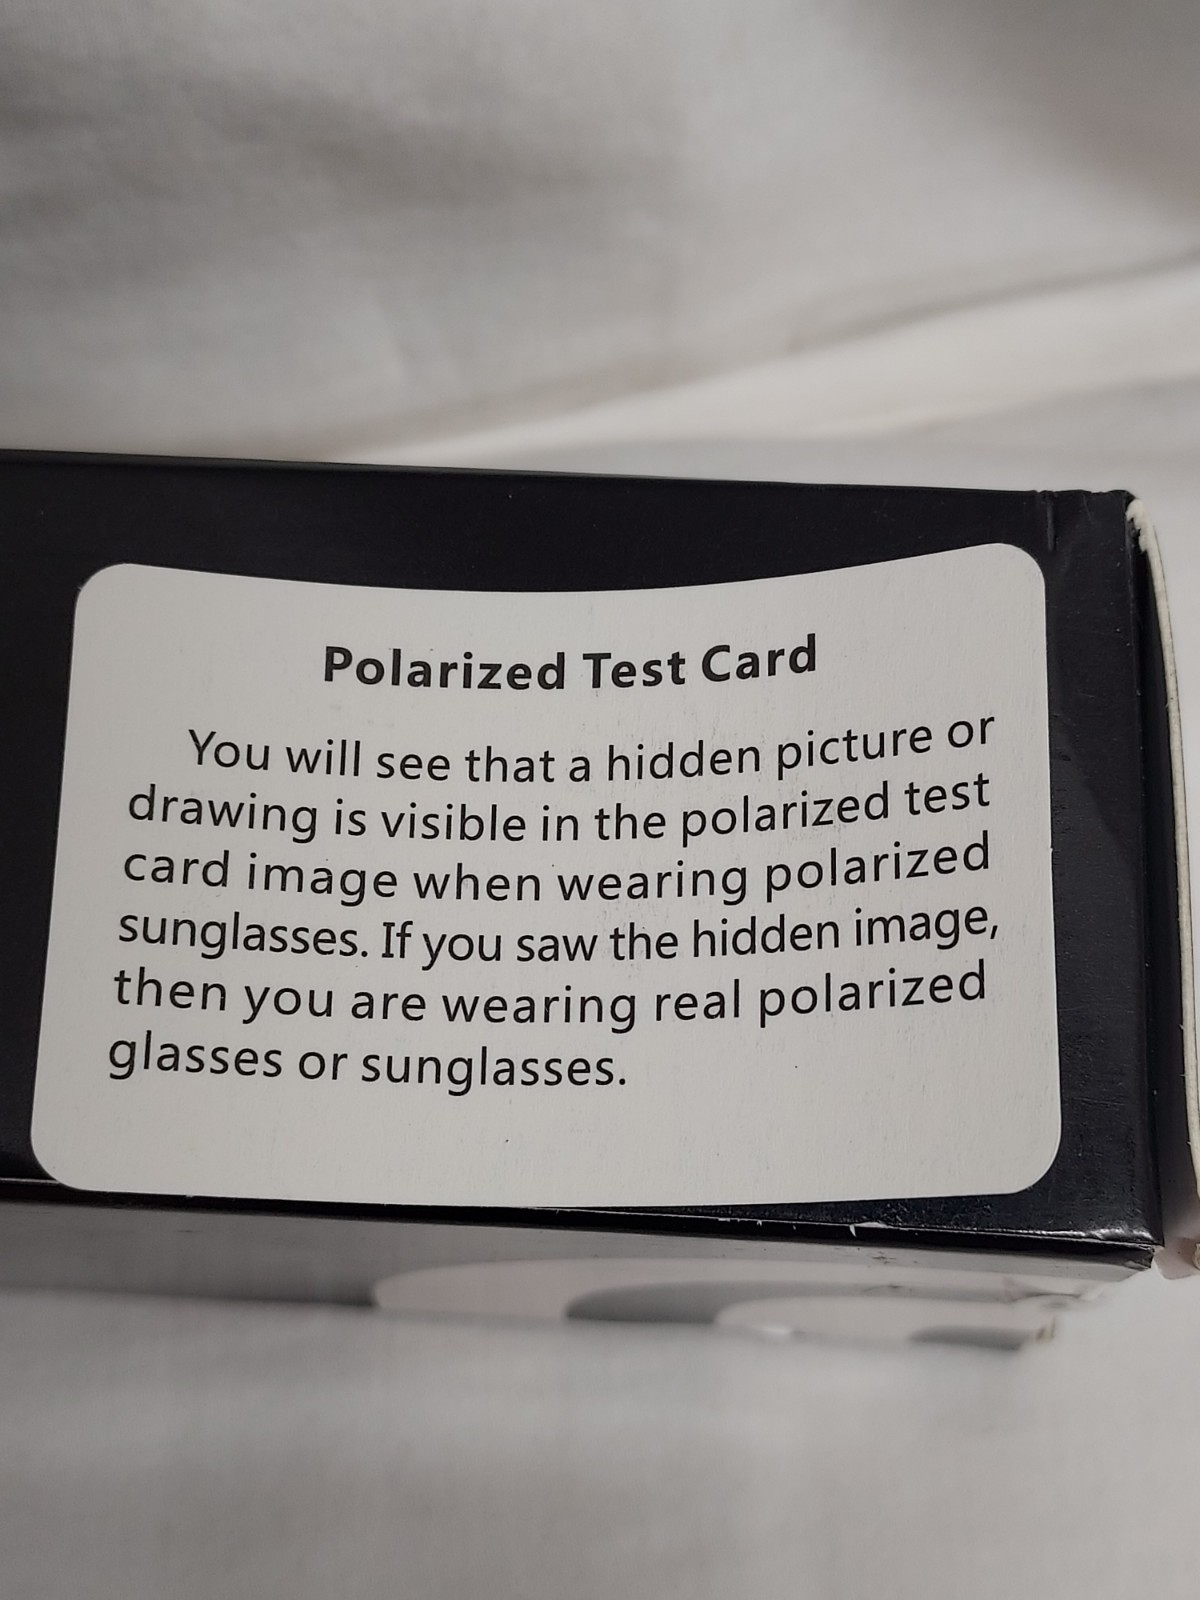 Polarized Test Card
You will see that a hidden picture or
drawing is visible in the polarized test
card image when wearing polarized
sunglasses. If you saw the hidden image,
then you are wearing real polarized
glasses or sunglasses.